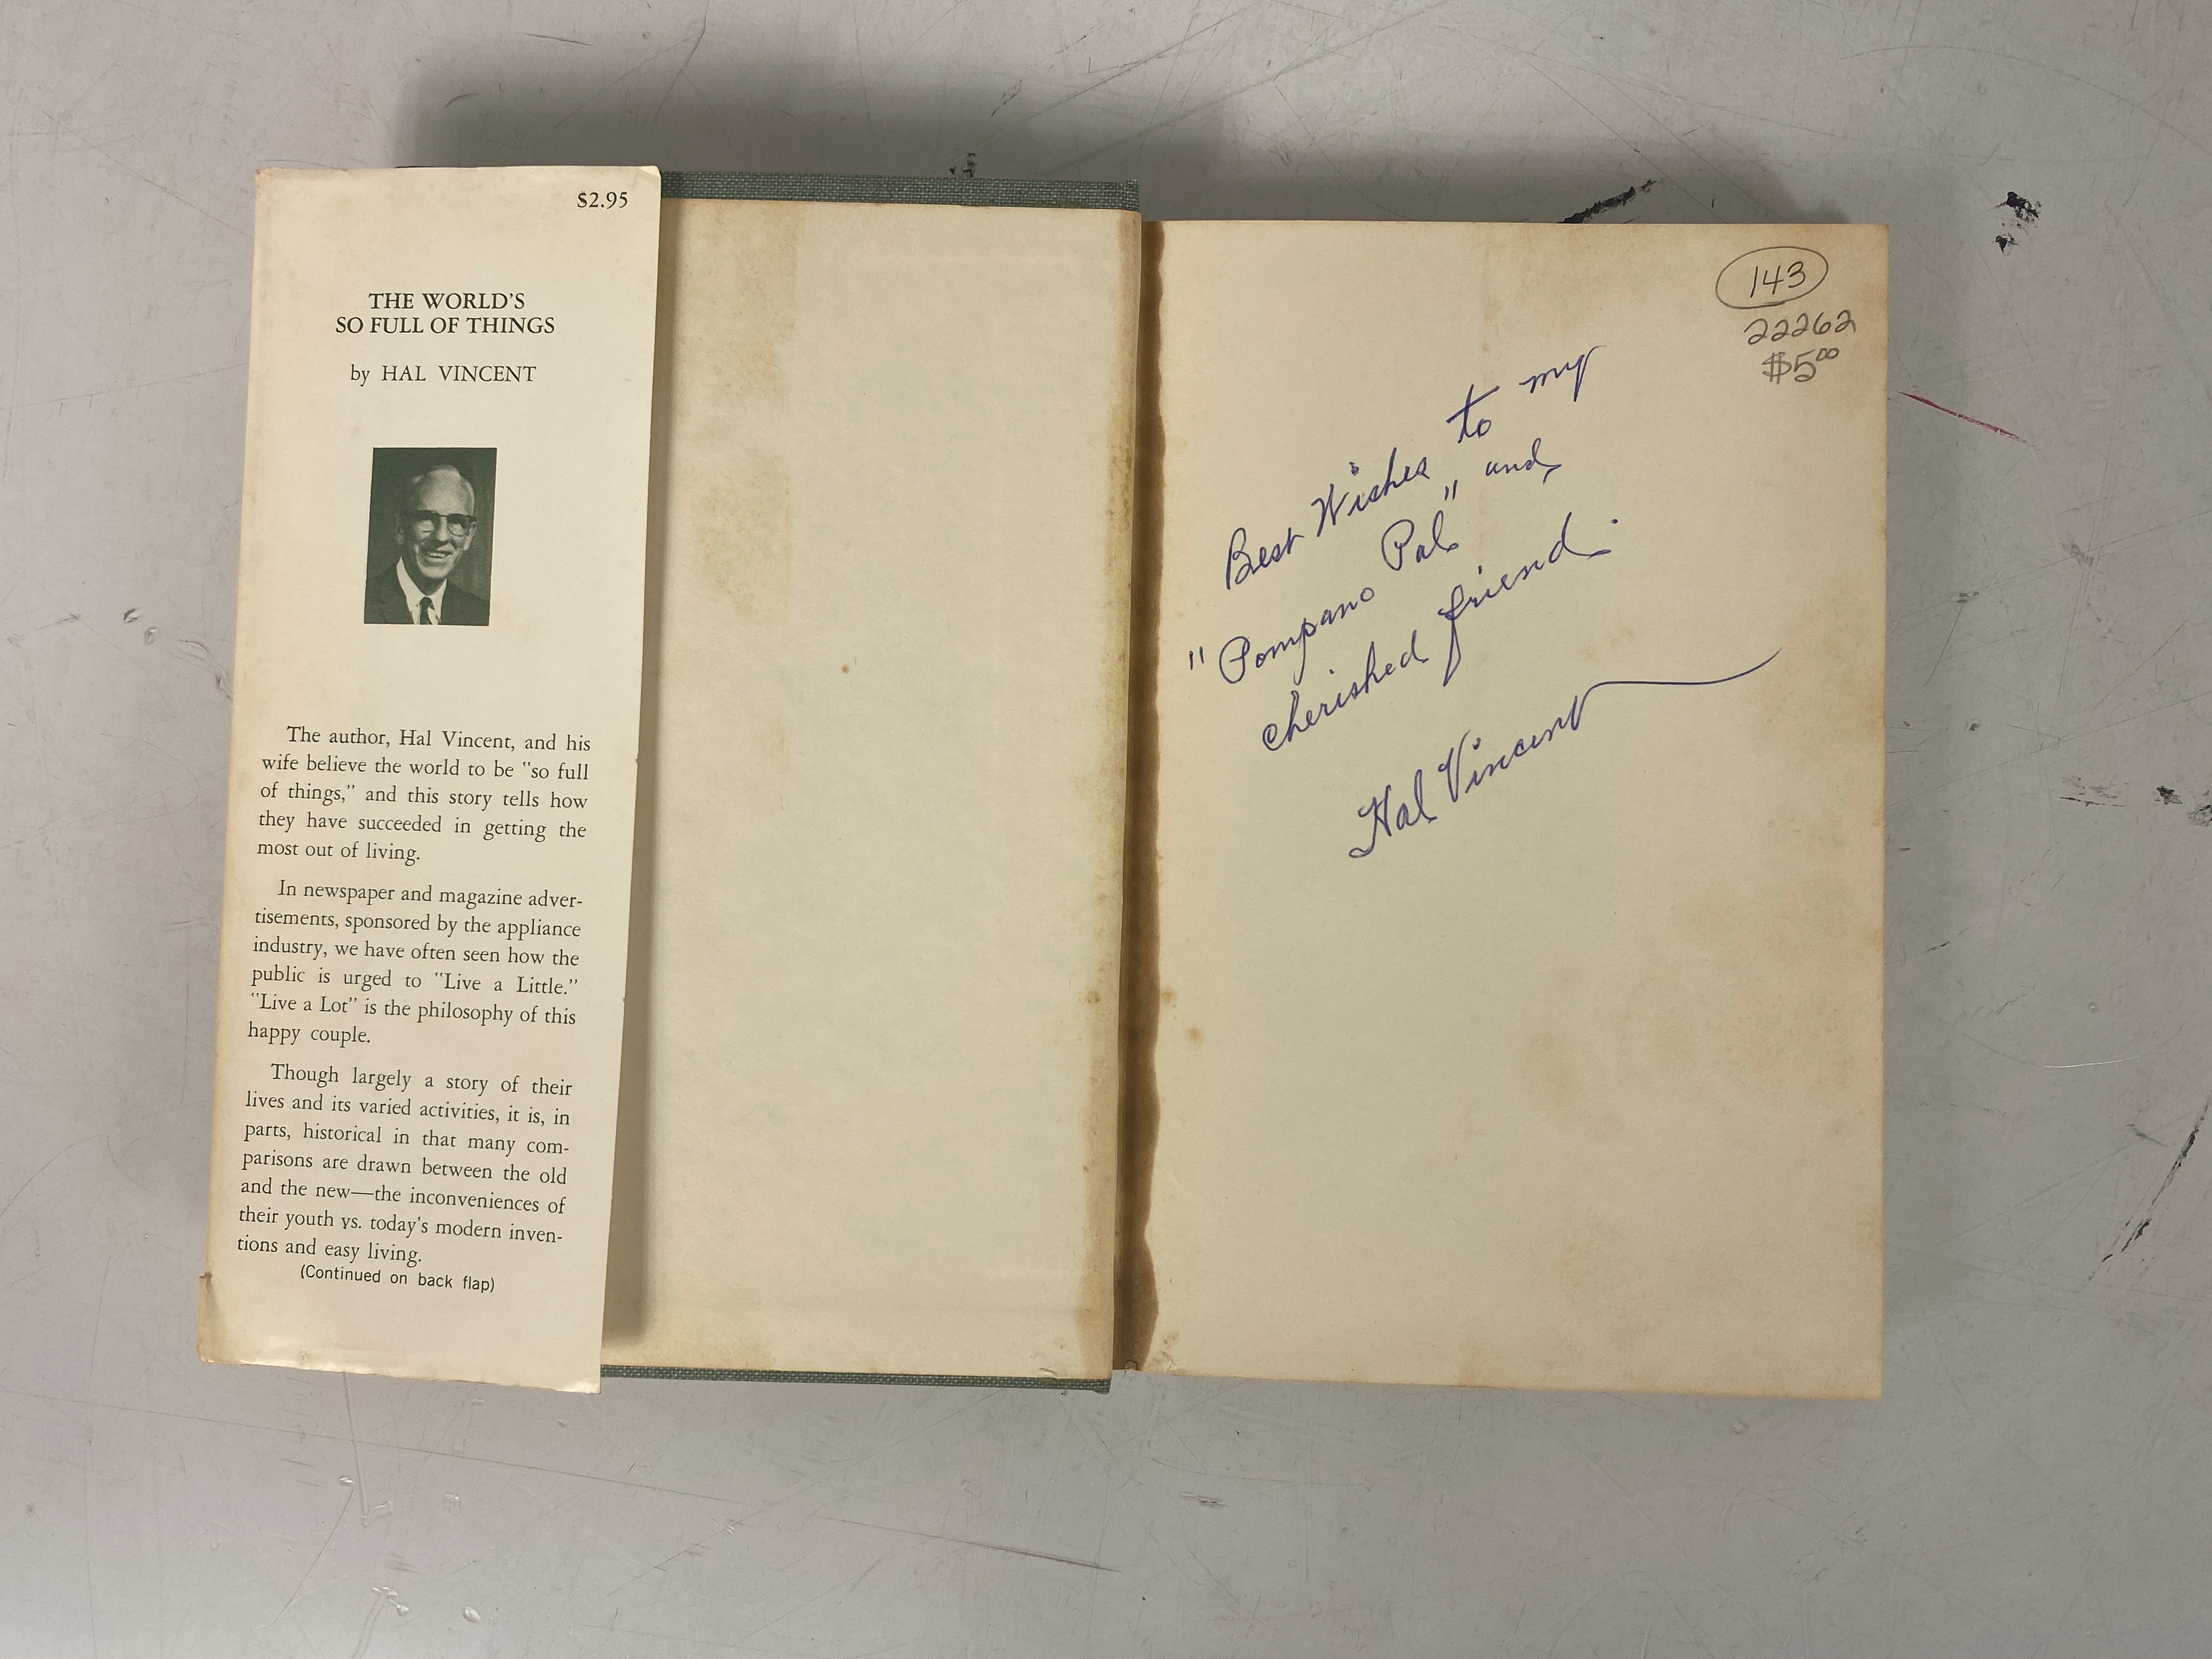 $2.95
THE WORLD'S
SO FULL OF THINGS
by HAL VINCENT
The author, Hal Vincent, and his
wife believe the world to be "so full
of things," and this story tells how
they have succeeded in getting the
most out of living.
In newspaper and magazine adver-
tisements, sponsored by the appliance
industry, we have often seen how the
public is urged to "Live a Little."
"Live a Lot" is the philosophy of this
happy couple.
Though largely a story of their
lives and its varied activities, it is, in
parts, historical in that many com-
parisons are drawn between the old
and the new—the inconveniences of
their youth vs. today's modern inven-
tions and easy living.
(Continued on back flap)
143
22262
$5⁰⁰
Best Wishes to my
"Pompano Pal" and
cherished friend.
Hal Vincent